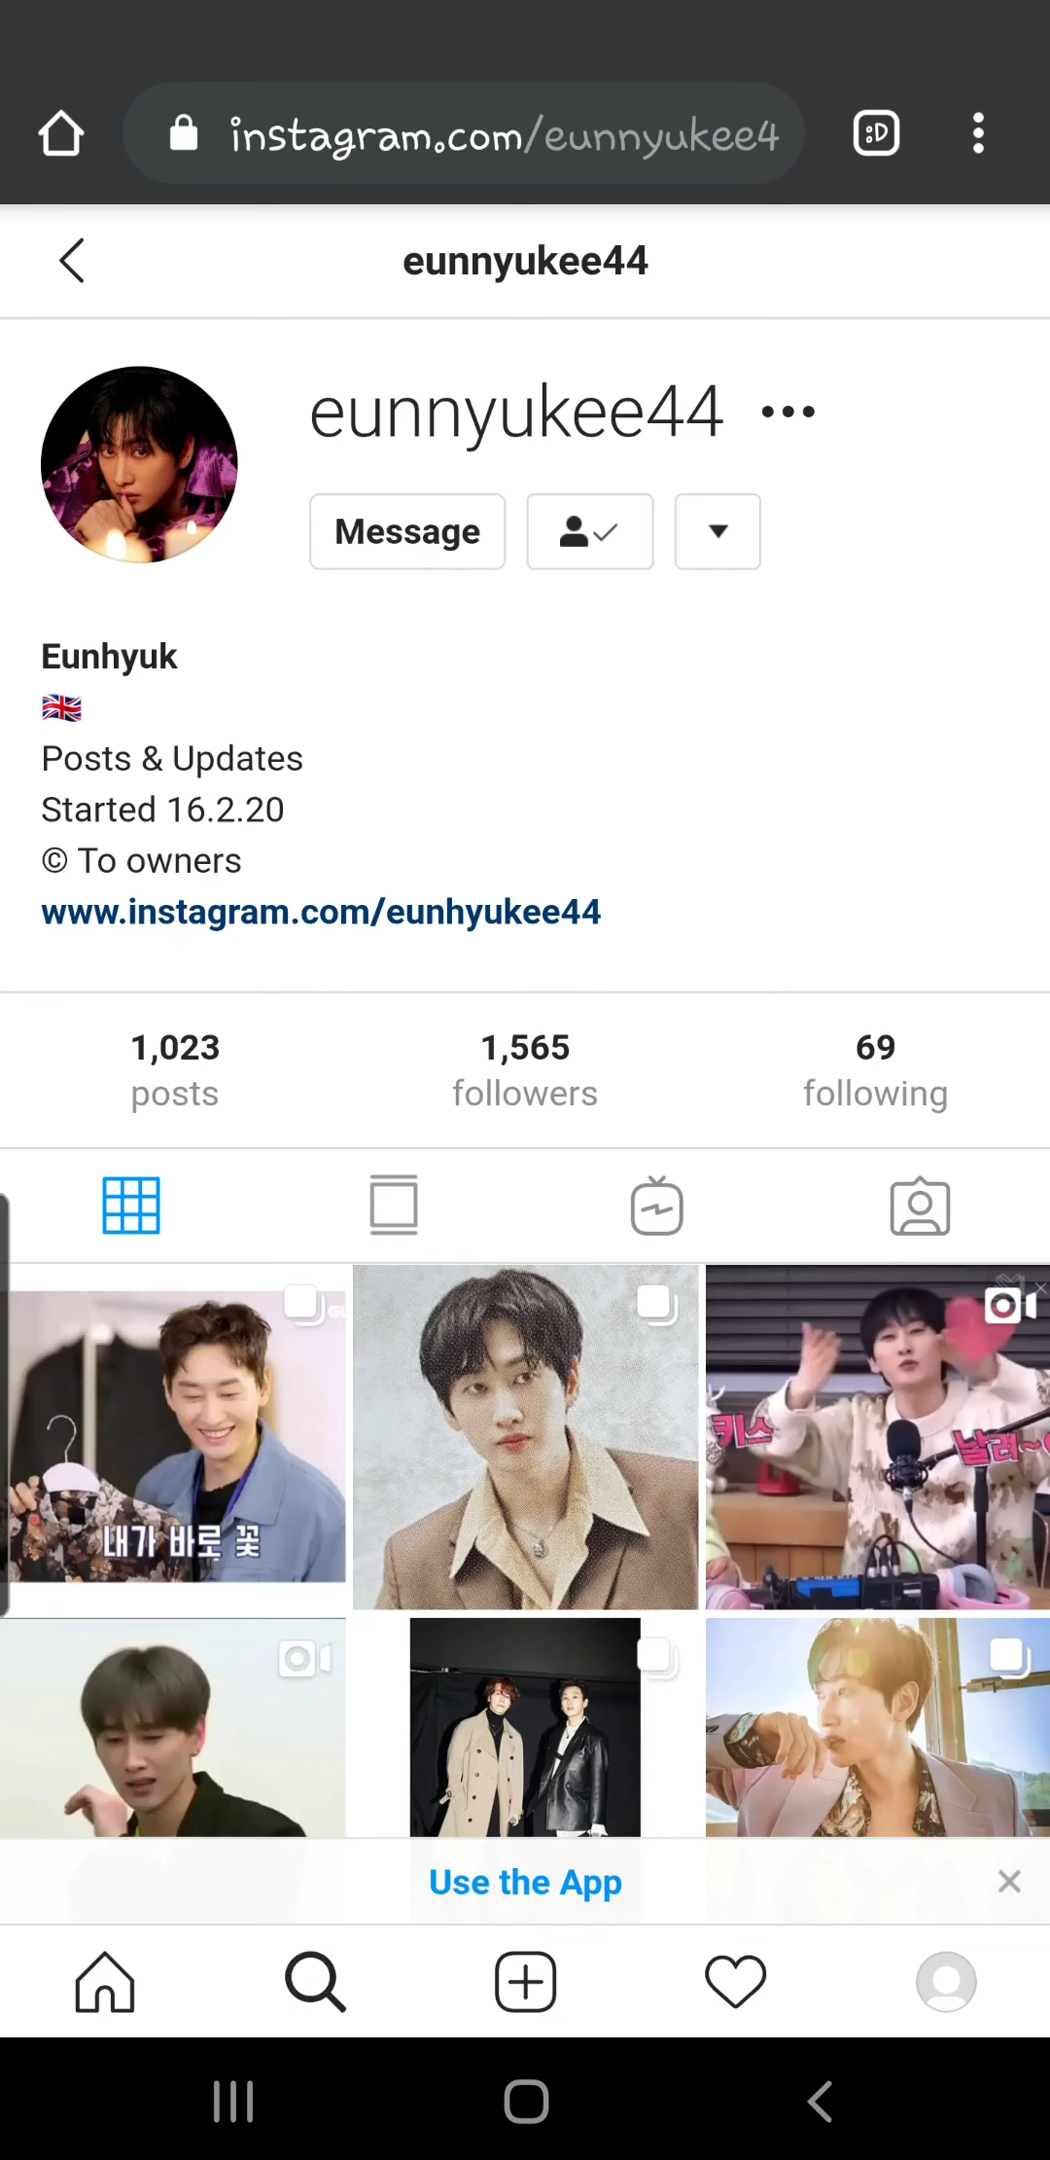 instagram.com/eunnyukee4
:D
eunnyukee44
eunnyukee44
Message
Eunhyuk
Posts & Updates
Started 16.2.20
© To owners
www.instagram.com/eunhyukee44
1,023 1,565 69
posts followers following
키스 날려~
내가 바로 꽃
Use the App